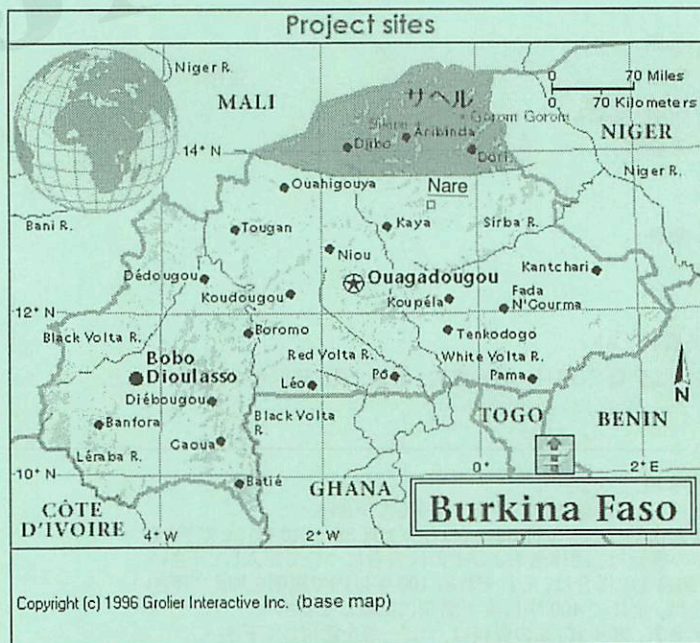 Project sites
Niger R.
MALI
サヘル
70 Miles
70 Kilometers
Gorom Gorom
Aribinda
Djibo
Dori
NIGER
14° N
Niger R.
Ouahigouya
Nare
Bani R.
Tougan
Kaya
Sirba R.
Niou
Dédougou
Ouagadougou
Kantchari
Koudougou
Koupéla
Fada
N'Gourma
12° N
Black Volta R.
Boromo
Tenkodogo
Bobo
Dioulasso
Red Volta R.
White Volta R.
Léo
Pô
Pama
N
Diébougou
Black Volta
R.
TOGO
BENIN
Banfora
Gaoua
Léraba R.
10° N
Batié
GHANA
0°
2° E
CÔTE
D'IVOIRE
4° W
2° W
Burkina Faso
Copyright (c) 1996 Grolier Interactive Inc. (base map)